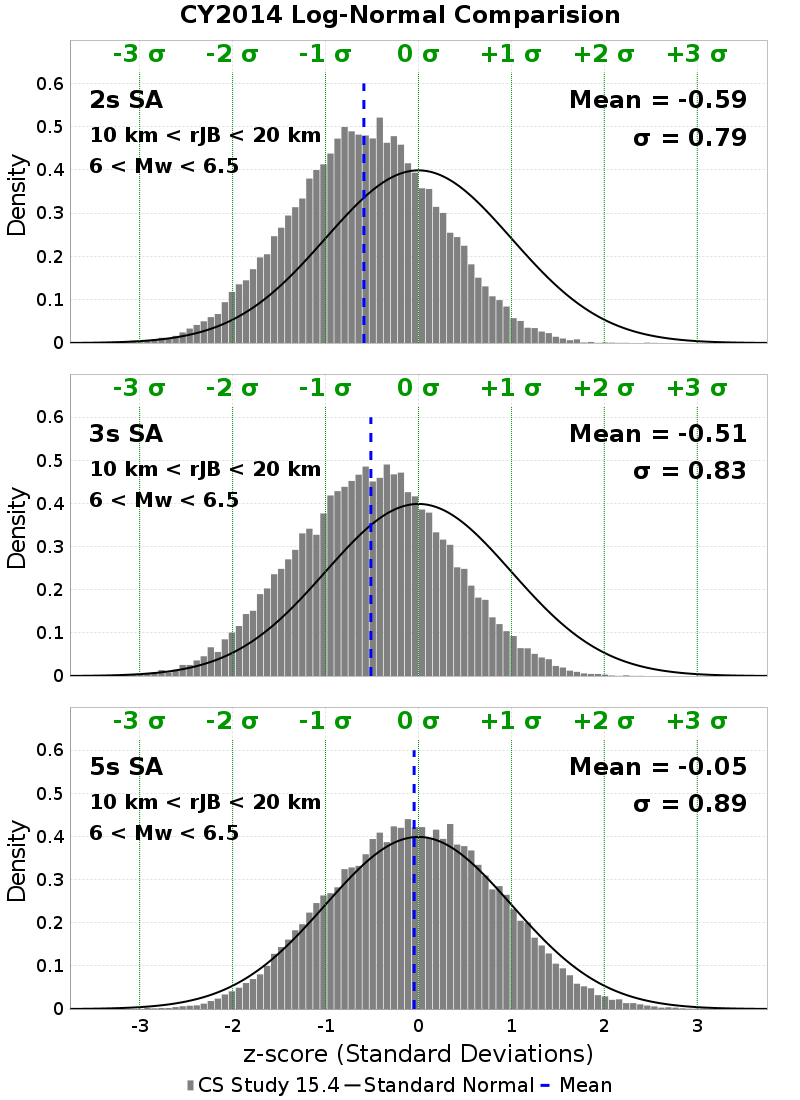 CY2014 Log-Normal Comparision
-3 σ -2 σ -1 σ 0 σ +1 σ +2 σ +3 σ
0.6
2s SA Mean = -0.59
0.5
10 km < rJB < 20 km σ = 0.79
6 < Mw < 6.5
0.4
0.3
Density
0.2
0.1
0
-3 σ -2 σ -1 σ 0 σ +1 σ +2 σ +3 σ
0.6
3s SA Mean = -0.51
0.5
10 km < rJB < 20 km σ = 0.83
6 < Mw < 6.5
0.4
0.3
Density
0.2
0.1
0
-3 σ -2 σ -1 σ 0 σ +1 σ +2 σ +3 σ
0.6
5s SA Mean = -0.05
0.5
10 km < rJB < 20 km σ = 0.89
6 < Mw < 6.5
0.4
0.3
Density
0.2
0.1
0
-3 -2 -1 0 1 2 3
z-score (Standard Deviations)
CS Study 15.4 Standard Normal Mean